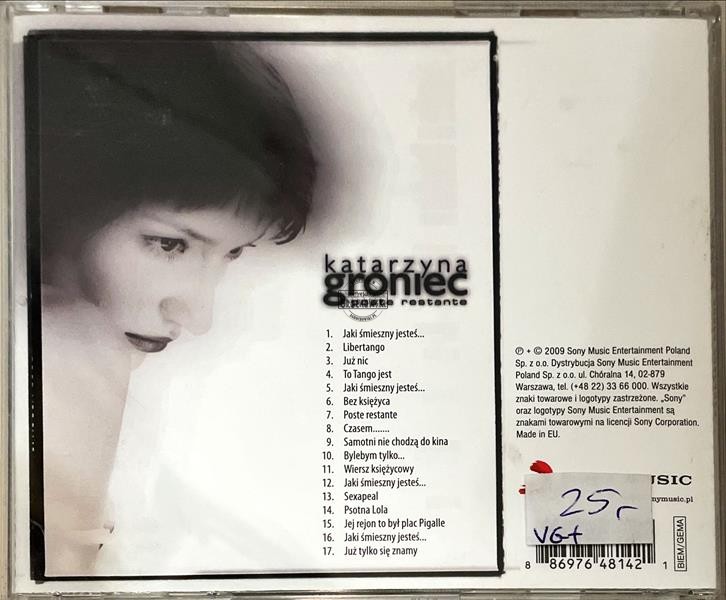 katarzyna
groniec
poste restante
1. Jaki śmieszny jesteś...
2. Libertango
3. Już nic
4. To Tango jest
5. Jaki śmieszny jesteś...
6. Bez księżyca
7. Poste restante
8. Czasem.......
9. Samotni nie chodzą do kina
10. Bylebym tylko...
11. Wiersz księżycowy
12. Jaki śmieszny jesteś...
13. Sexapeal
14. Psotna Lola
15. Jej rejon to był plac Pigalle
16. Jaki śmieszny jesteś...
17. Już tylko się znamy
℗ + © 2009 Sony Music Entertainment Poland
Sp. z o.o. Dystrybucja Sony Music Entertainment
Poland Sp. z o.o. ul. Chóralna 14, 02-879
Warszawa, tel. (+48 22) 33 66 000. Wszystkie
znaki towarowe i logotypy zastrzeżone. „Sony"
oraz logotypy Sony Music Entertainment są
znakami towarowymi na licencji Sony Corporation.
Made in EU.
25,-
VG+
BIEM/GEMA
8 86976 48142 1